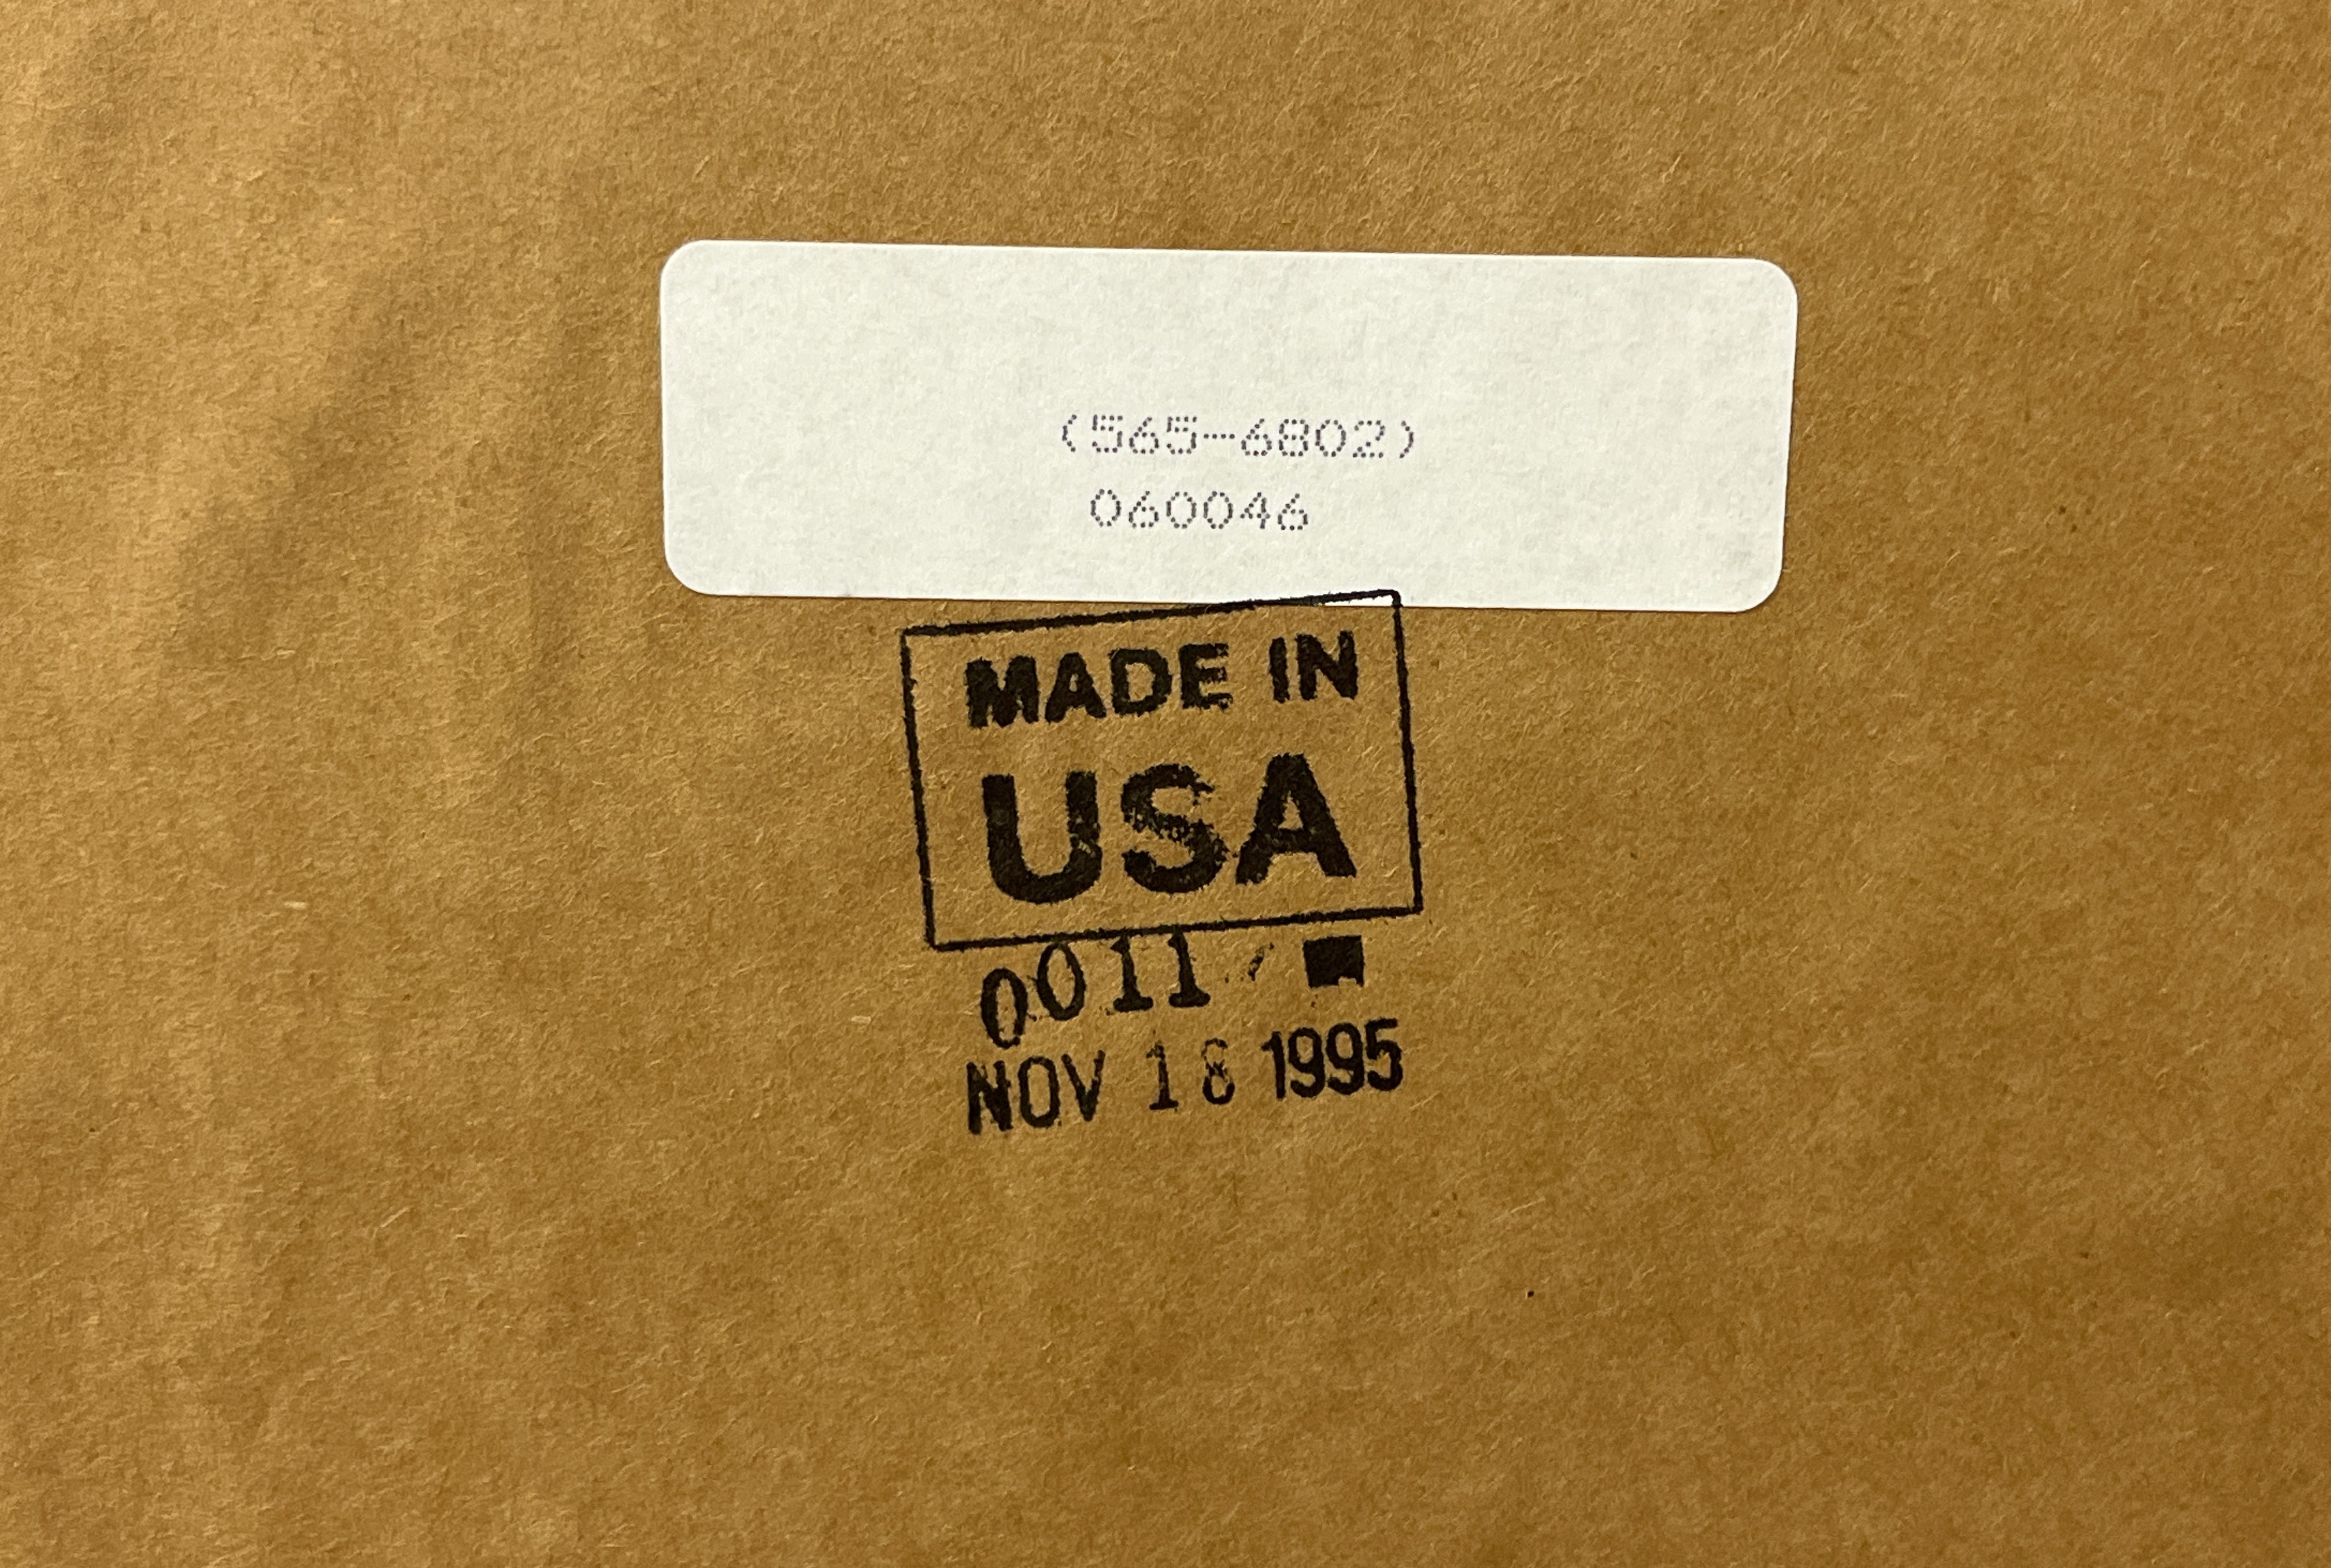 (565-6802)
060046
MADE IN
USA
0011
NOV 18 1995